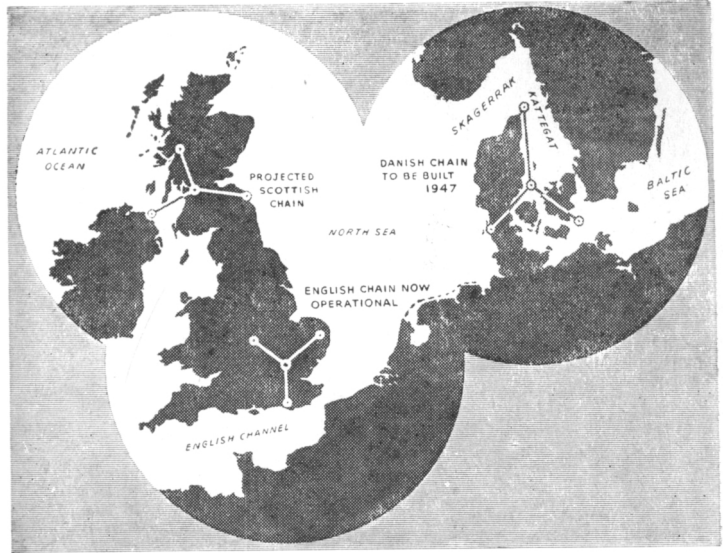 ATLANTIC
OCEAN
PROJECTED
SCOTTISH
CHAIN
SKAGERRAK
KATTEGAT
DANISH CHAIN
TO BE BUILT
1947
BALTIC
SEA
NORTH SEA
ENGLISH CHAIN NOW
OPERATIONAL
ENGLISH CHANNEL